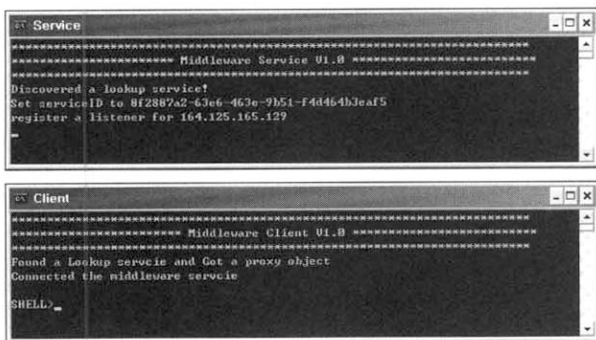 Service
******************************************************************
********************* Middleware Service V1.0 ***********************
******************************************************************
Discovered a lookup service!
Set serviceID to 8f2887a2-63e6-463e-9b51-f4d464b3eaf5
register a listener for 164.125.165.129
Client
******************************************************************
********************** Middleware Client V1.0 ***********************
******************************************************************
Found a Lookup servcie and Got a proxy object
Connected the middleware servcie
SHELL>_